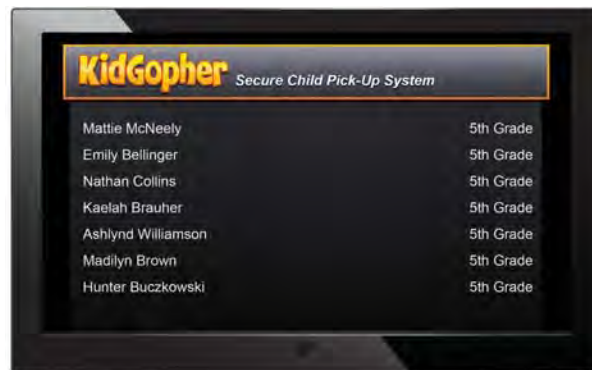 KidGopher Secure Child Pick-Up System
Mattie McNeely 5th Grade
Emily Bellinger 5th Grade
Nathan Collins 5th Grade
Kaelah Brauher 5th Grade
Ashlynd Williamson 5th Grade
Madilyn Brown 5th Grade
Hunter Buczkowski 5th Grade